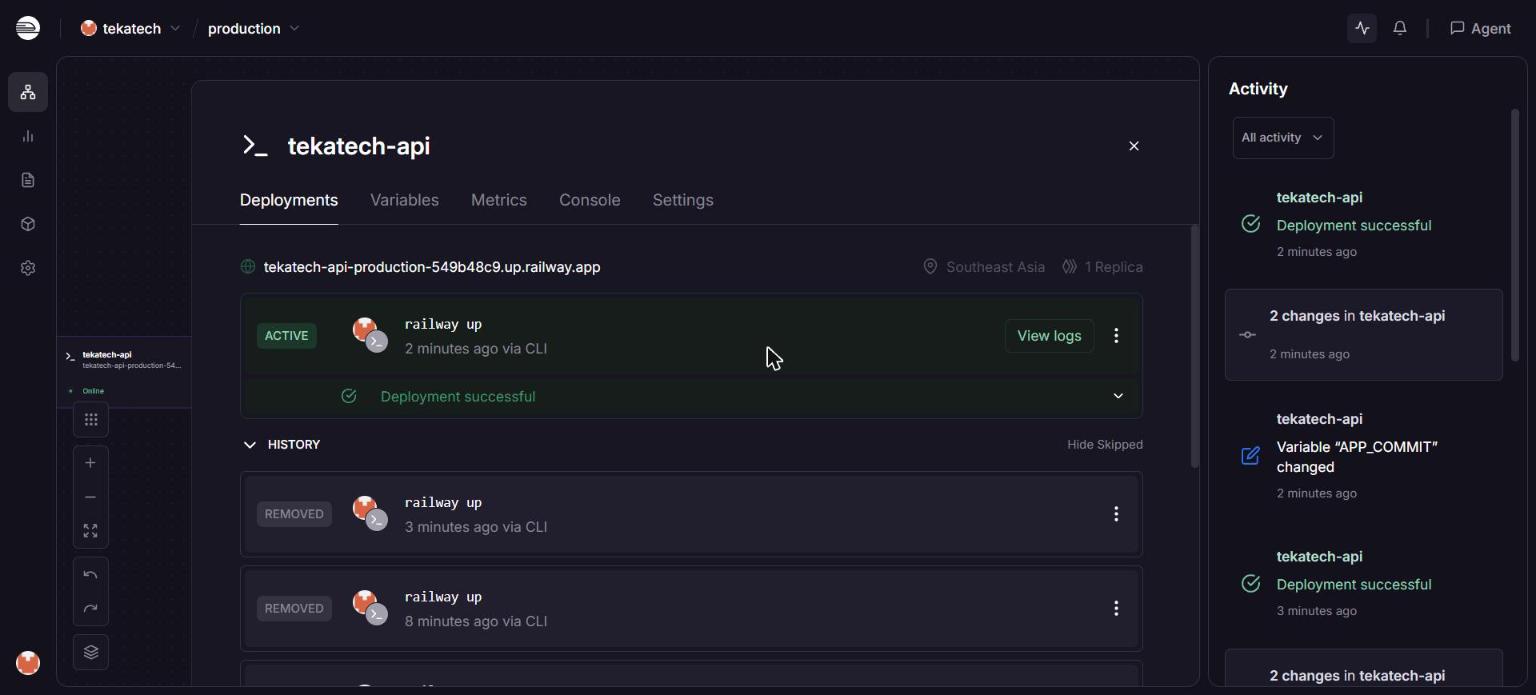 tekatech
production
Agent
tekatech-api
Deployments
Variables
Metrics
Console
Settings
tekatech-api-production-549b48c9.up.railway.app
Southeast Asia
1 Replica
ACTIVE
railway up
2 minutes ago via CLI
View logs
Deployment successful
HISTORY
Hide Skipped
REMOVED
railway up
3 minutes ago via CLI
REMOVED
railway up
8 minutes ago via CLI
tekatech-api
tekatech-api-production-54...
Online
Activity
All activity
tekatech-api
Deployment successful
2 minutes ago
2 changes in tekatech-api
2 minutes ago
tekatech-api
Variable “APP_COMMIT”
changed
2 minutes ago
tekatech-api
Deployment successful
3 minutes ago
2 changes in tekatech-api